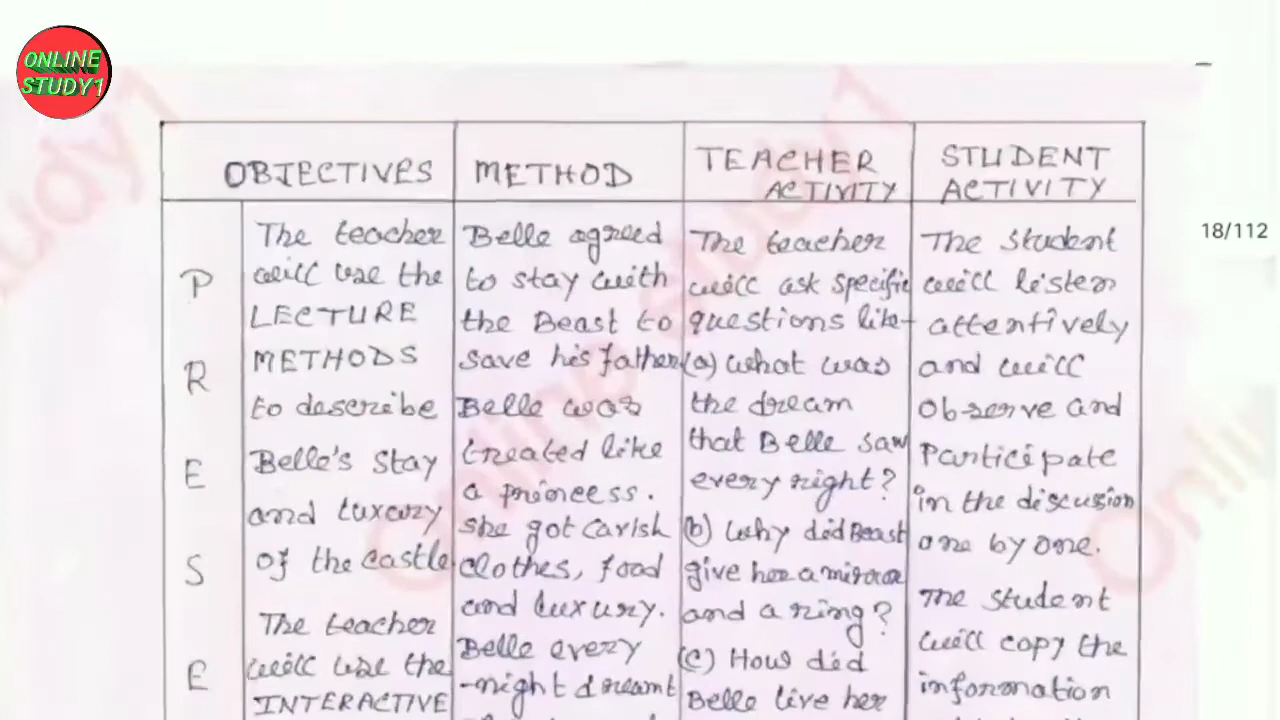 ONLINE
STUDY1
18/112
OBJECTIVES
METHOD
TEACHER
ACTIVITY
STUDENT
ACTIVITY
P
R
E
S
E
The teacher
will use the
LECTURE
METHODS
to describe
Belle's stay
and luxury
of the castle
The teacher
will use the
INTERACTIVE
Belle agreed
to stay with
the Beast to
save his father
Belle was
treated like
a princess.
she got Carish
clothes, food
and luxury.
Belle every
-night dreamt
The teacher
will ask specific
questions like-
(a) what was
the dream
that Belle saw
every night?
(b) Why did Beast
give her a mirror
and a ring?
(C) How did
Belle live her
The student
will listen
attentively
and will
observe and
Participate
in the discussion
one by one.
The student
will copy the
information